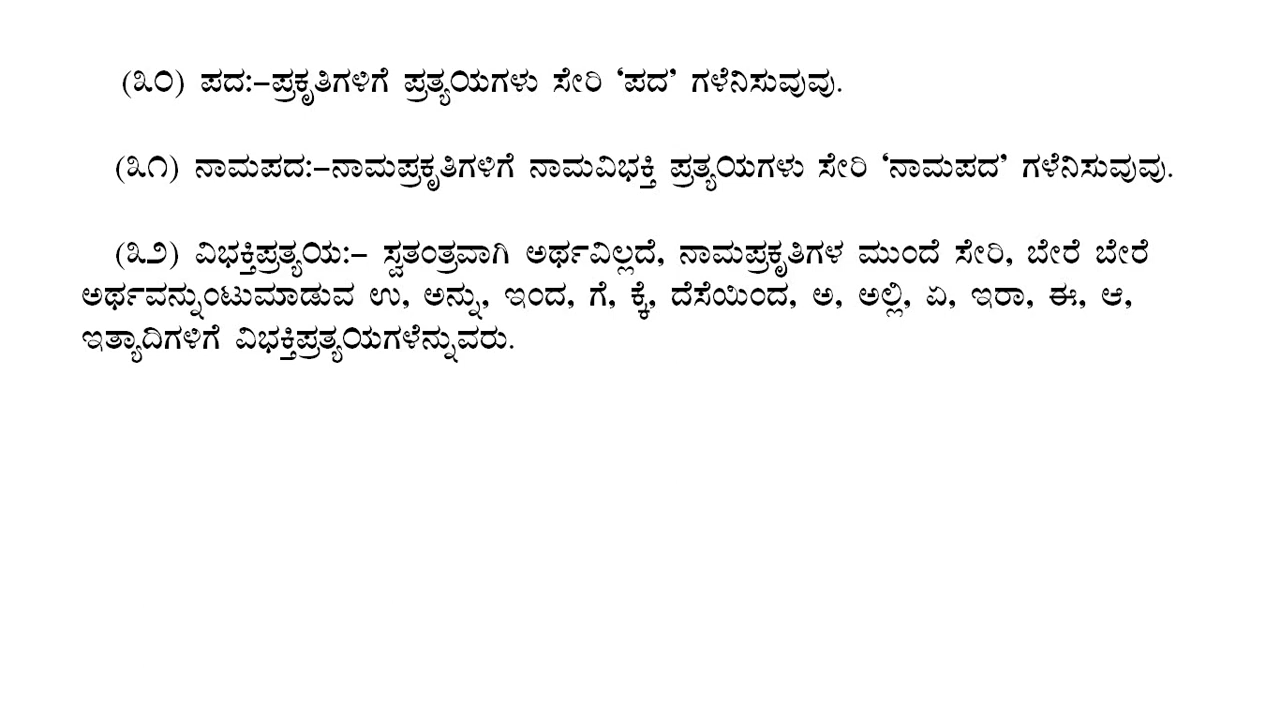 (೩೦) ಪದ:–ಪ್ರಕೃತಿಗಳಿಗೆ ಪ್ರತ್ಯಯಗಳು ಸೇರಿ ‘ಪದ’ ಗಳೆನಿಸುವುವು.
(೩೧) ನಾಮಪದ:–ನಾಮಪ್ರಕೃತಿಗಳಿಗೆ ನಾಮವಿಭಕ್ತಿ ಪ್ರತ್ಯಯಗಳು ಸೇರಿ ‘ನಾಮಪದ’ ಗಳೆನಿಸುವುವು.
(೩೨) ವಿಭಕ್ತಿಪ್ರತ್ಯಯ:– ಸ್ವತಂತ್ರವಾಗಿ ಅರ್ಥವಿಲ್ಲದೆ, ನಾಮಪ್ರಕೃತಿಗಳ ಮುಂದೆ ಸೇರಿ, ಬೇರೆ ಬೇರೆ
ಅರ್ಥವನ್ನುಂಟುಮಾಡುವ ಉ, ಅನ್ನು, ಇಂದ, ಗೆ, ಕ್ಕೆ, ದೆಸೆಯಿಂದ, ಅ, ಅಲ್ಲಿ, ಏ, ಇರಾ, ಈ, ಆ,
ಇತ್ಯಾದಿಗಳಿಗೆ ವಿಭಕ್ತಿಪ್ರತ್ಯಯಗಳೆನ್ನುವರು.